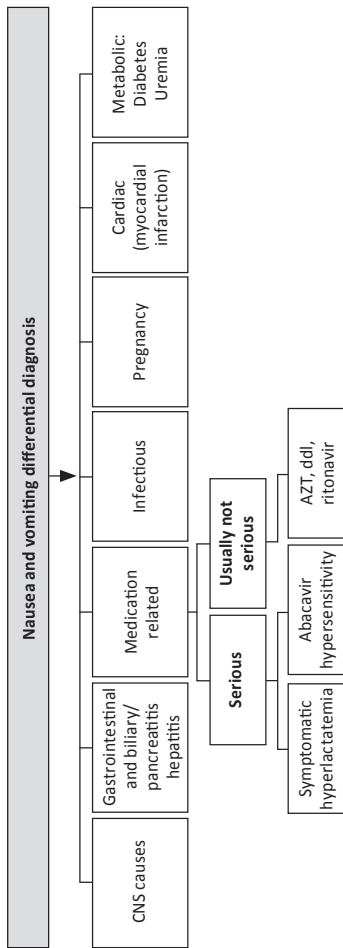 Nausea and vomiting differential diagnosis
CNS causes
Gastrointestinal
and biliary/
pancreatitis
hepatitis
Medication
related
Infectious
Pregnancy
Cardiac
(myocardial
infarction)
Metabolic:
Diabetes
Uremia
Serious
Usually not
serious
Symptomatic
hyperlactatemia
Abacavir
hypersensitivity
AZT, ddI,
ritonavir